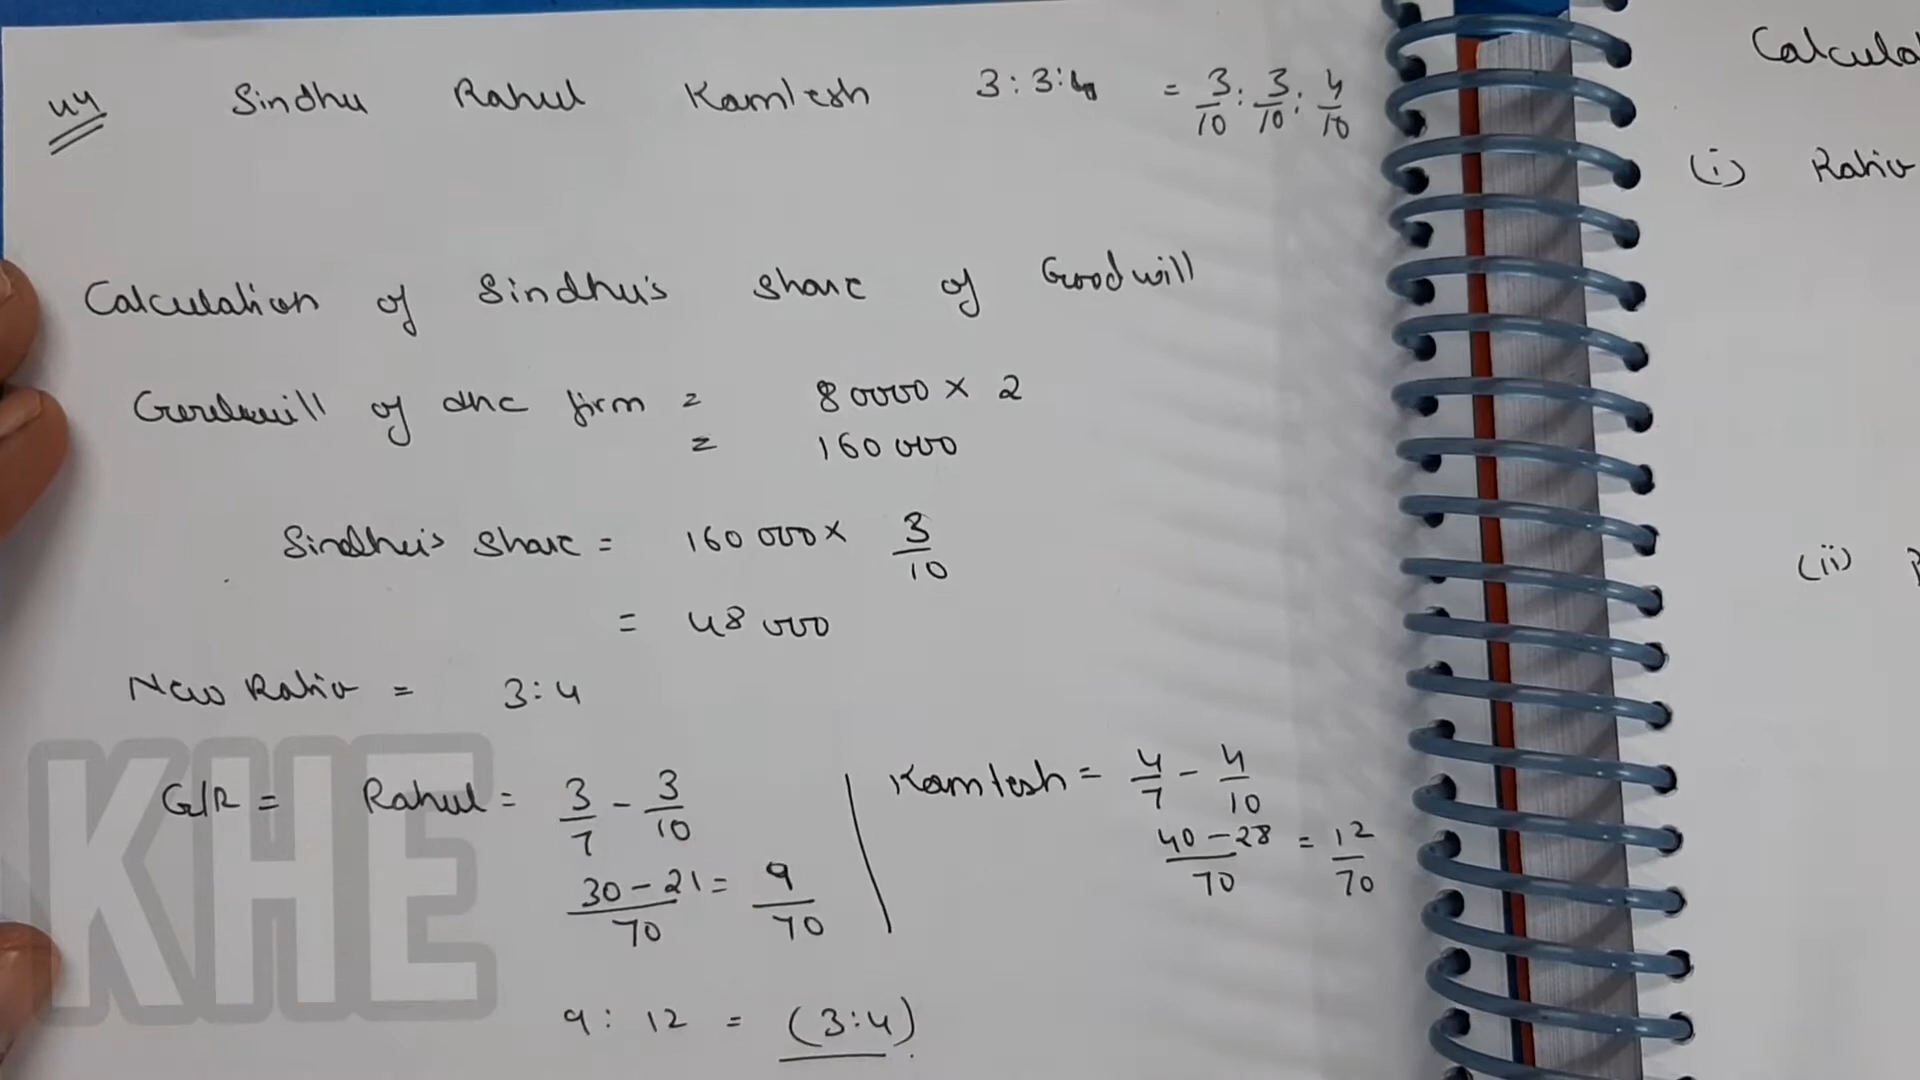 44 Sindhu Rahul Kamlesh 3:3:4 = 3/10 : 3/10 : 4/10
Calculation of Sindhu's share of Goodwill
Goodwill of the firm = 80000 × 2
= 160000
Sindhu's share = 160000 × 3/10
= 48000
New Ratio = 3:4
G/R = Rahul = 3/7 - 3/10
30-21/70 = 9/70
Kamlesh = 4/7 - 4/10
40-28/70 = 12/70
9:12 = (3:4)
KHE
Calcula
(i) Ratio
(ii)